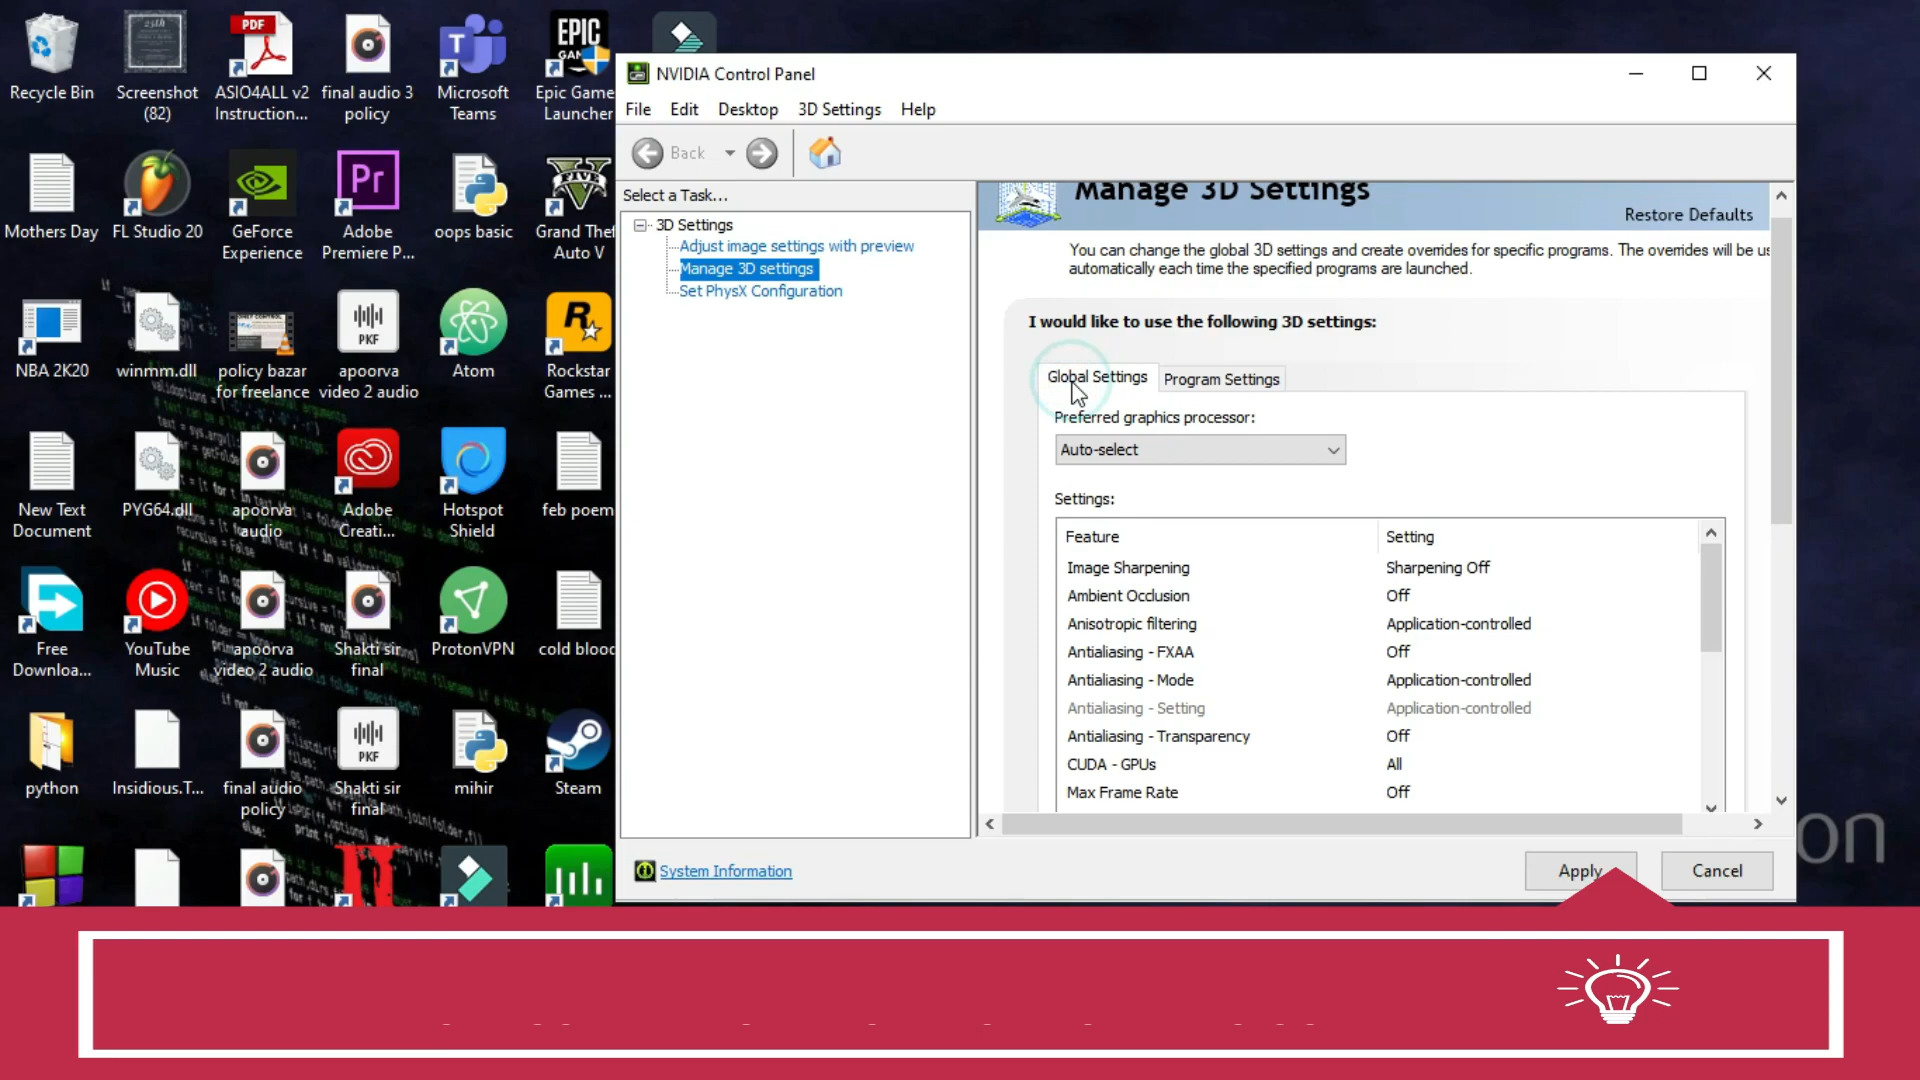 Recycle Bin
Screenshot
(82)
ASIO4ALL v2
Instruction...
final audio 3
policy
Microsoft
Teams
Epic Game
Launcher
Mothers Day
FL Studio 20
GeForce
Experience
Adobe
Premiere P...
oops basic
Grand Thef
Auto V
NBA 2K20
winmm.dll
policy bazar
for freelance
apoorva
video 2 audio
Atom
Rockstar
Games ...
New Text
Document
PYG64.dll
apoorva
audio
Adobe
Creati...
Hotspot
Shield
feb poem
Free
Downloa...
YouTube
Music
apoorva
video 2 audio
Shakti sir
final
ProtonVPN
cold blood
python
Insidious.T...
final audio
policy
Shakti sir
final
mihir
Steam
PDF
EPIC
Pr
FIVE
PKF
PKF
NVIDIA Control Panel
File Edit Desktop 3D Settings Help
Back
Select a Task...
3D Settings
Adjust image settings with preview
Manage 3D settings
Set PhysX Configuration
System Information
Manage 3D Settings
Restore Defaults
You can change the global 3D settings and create overrides for specific programs. The overrides will be us
automatically each time the specified programs are launched.
I would like to use the following 3D settings:
Global Settings Program Settings
Preferred graphics processor:
Auto-select
Settings:
Feature Setting
Image Sharpening Sharpening Off
Ambient Occlusion Off
Anisotropic filtering Application-controlled
Antialiasing - FXAA Off
Antialiasing - Mode Application-controlled
Antialiasing - Setting Application-controlled
Antialiasing - Transparency Off
CUDA - GPUs All
Max Frame Rate Off
Apply Cancel
on